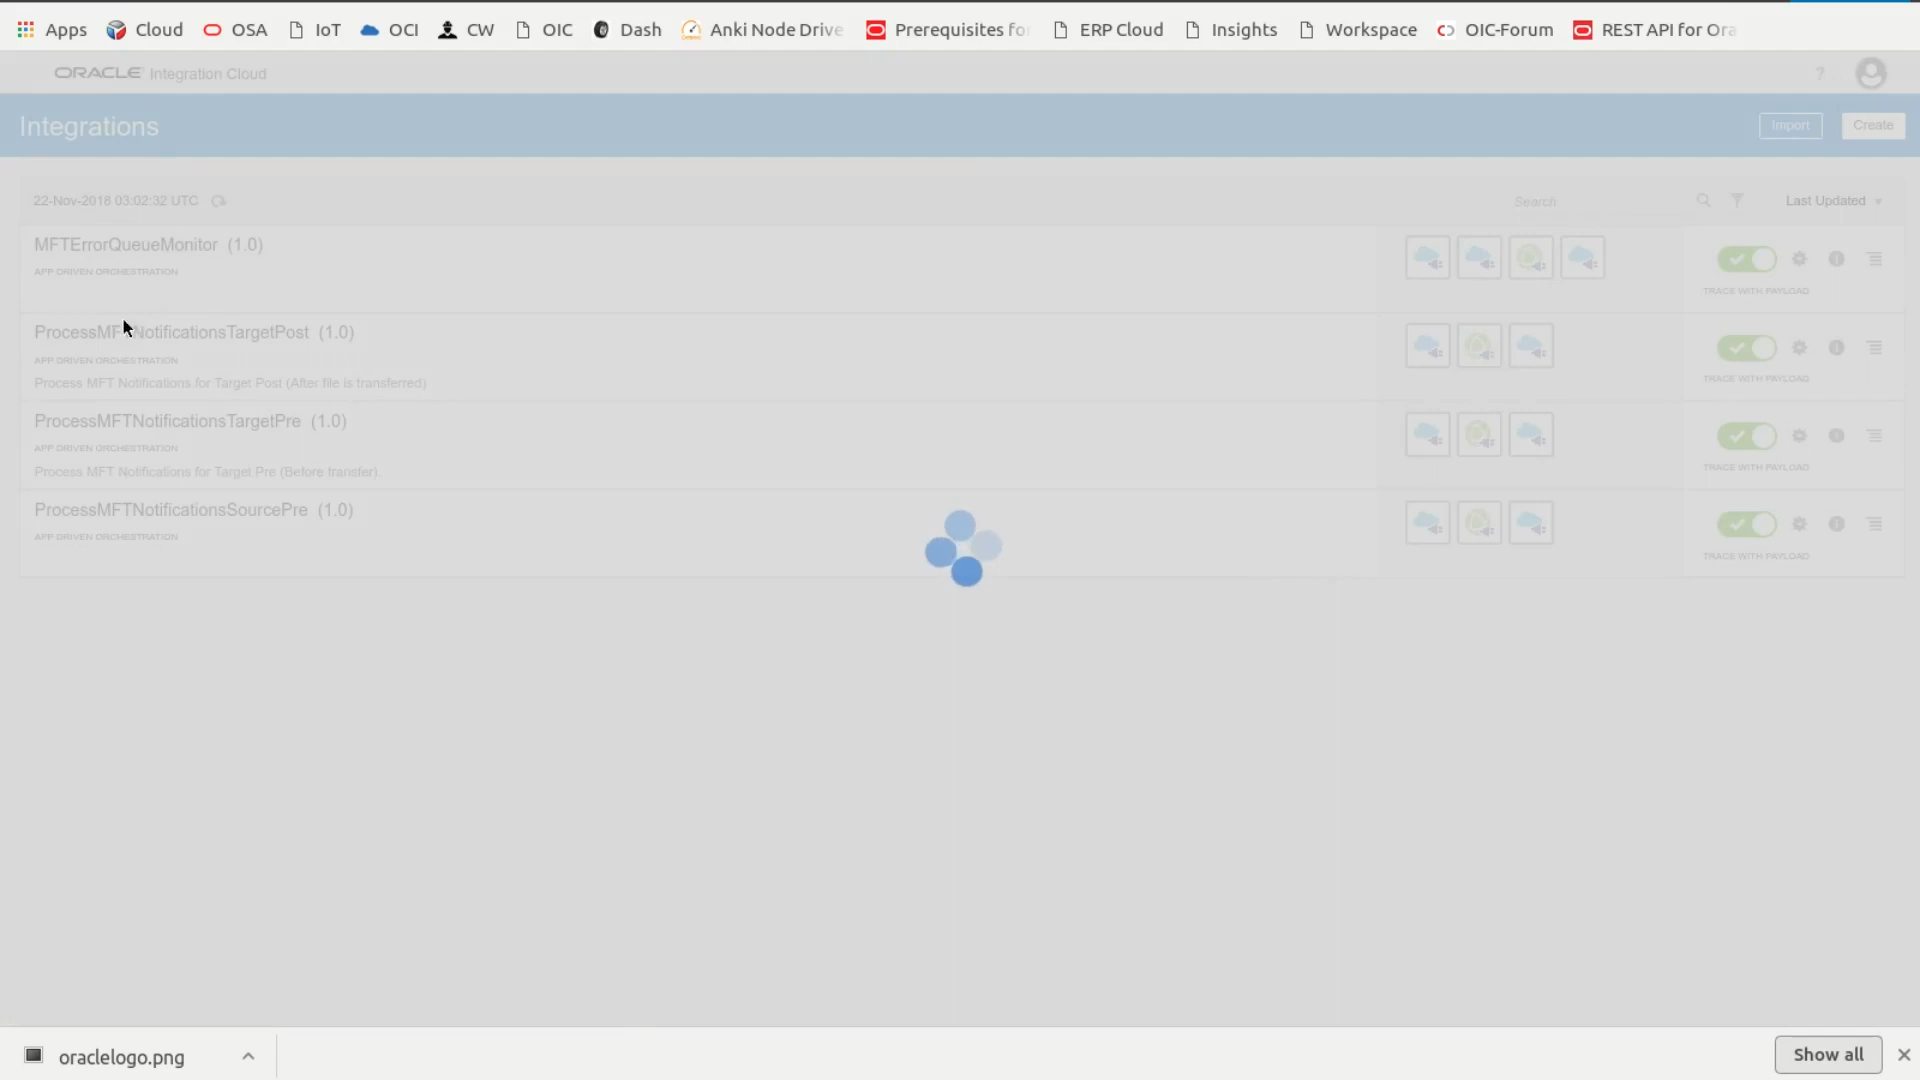 Apps Cloud OSA IoT OCI CW OIC Dash Anki Node Drive Prerequisites for ERP Cloud Insights Workspace OIC-Forum REST API for Ora
ORACLE Integration Cloud ?
Integrations Import Create
22-Nov-2018 03:02:32 UTC Search Last Updated
MFTErrorQueueMonitor (1.0)
APP DRIVEN ORCHESTRATION
TRACE WITH PAYLOAD
ProcessMFTNotificationsTargetPost (1.0)
APP DRIVEN ORCHESTRATION
TRACE WITH PAYLOAD
Process MFT Notifications for Target Post (After file is transferred)
ProcessMFTNotificationsTargetPre (1.0)
APP DRIVEN ORCHESTRATION
TRACE WITH PAYLOAD
Process MFT Notifications for Target Pre (Before transfer).
ProcessMFTNotificationsSourcePre (1.0)
APP DRIVEN ORCHESTRATION
TRACE WITH PAYLOAD
oraclelogo.png Show all